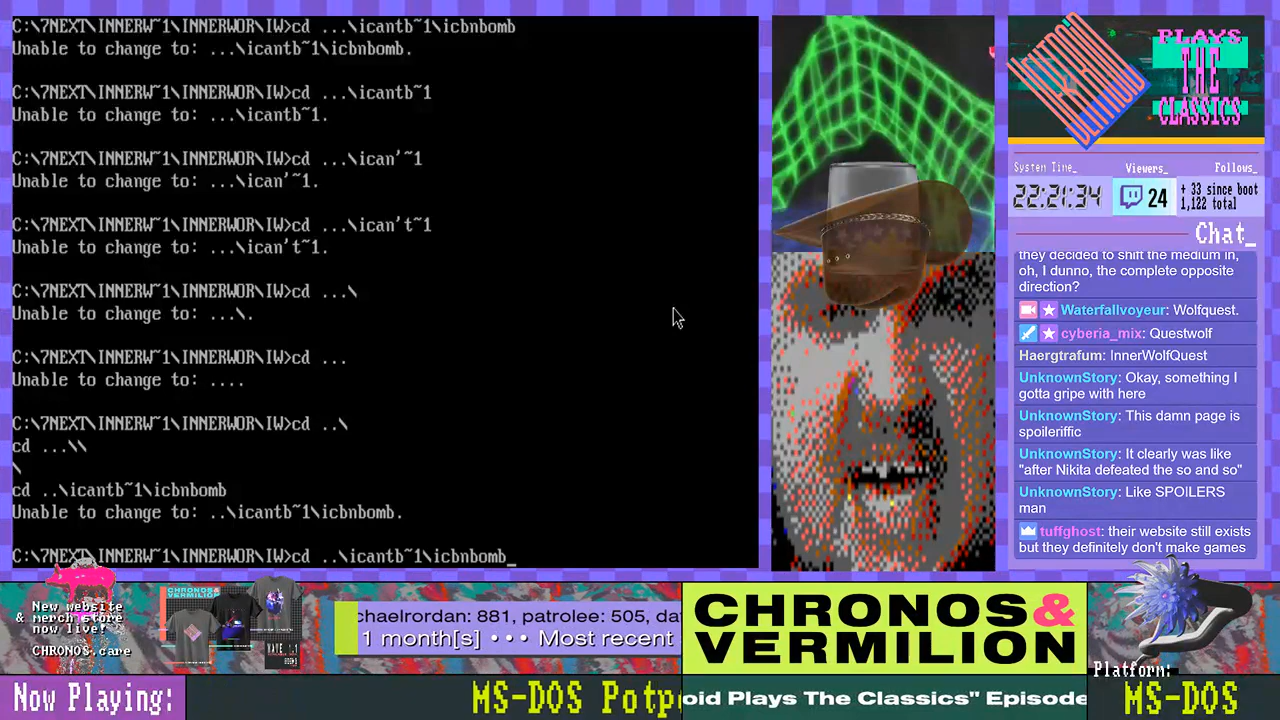 C:\7NEXT\INNERW~1\INNERWOR\IW>cd ...\icantb~1\icbnbomb
Unable to change to: ...\icantb~1\icbnbomb.
C:\7NEXT\INNERW~1\INNERWOR\IW>cd ...\icantb~1
Unable to change to: ...\icantb~1.
C:\7NEXT\INNERW~1\INNERWOR\IW>cd ...\ican'~1
Unable to change to: ...\ican'~1.
C:\7NEXT\INNERW~1\INNERWOR\IW>cd ...\ican't~1
Unable to change to: ...\ican't~1.
C:\7NEXT\INNERW~1\INNERWOR\IW>cd ...\
Unable to change to: ...\.
C:\7NEXT\INNERW~1\INNERWOR\IW>cd ...
Unable to change to: ....
C:\7NEXT\INNERW~1\INNERWOR\IW>cd ..\
cd ...\\
\
cd ..\icantb~1\icbnbomb
Unable to change to: ..\icantb~1\icbnbomb.
C:\7NEXT\INNERW~1\INNERWOR\IW>cd ..\icantb~1\icbnbomb_
PLAYS
THE
CLASSICS
System Time_
Viewers_
Follows_
22:21:34
24
+ 33 since boot
1,122 total
Chat_
they decided to shift the medium in,
oh, I dunno, the complete opposite
direction?
Waterfallvoyeur: Wolfquest.
cyberia_mix: Questwolf
Haergtrafum: InnerWolfQuest
UnknownStory: Okay, something I
gotta gripe with here
UnknownStory: This damn page is
spoileriffic
UnknownStory: It clearly was like
"after Nikita defeated the so and so"
UnknownStory: Like SPOILERS
man
tuffghost: their website still exists
but they definitely don't make games
New website
& merch store
now live!
CHRONOS.care
chaelrordan: 881, patrolee: 505, da
1 month[s] ••• Most recent
CHRONOS&
VERMILION
Platform:
Now Playing:
MS-DOS Potp
oid Plays The Classics" Episode
MS-DOS